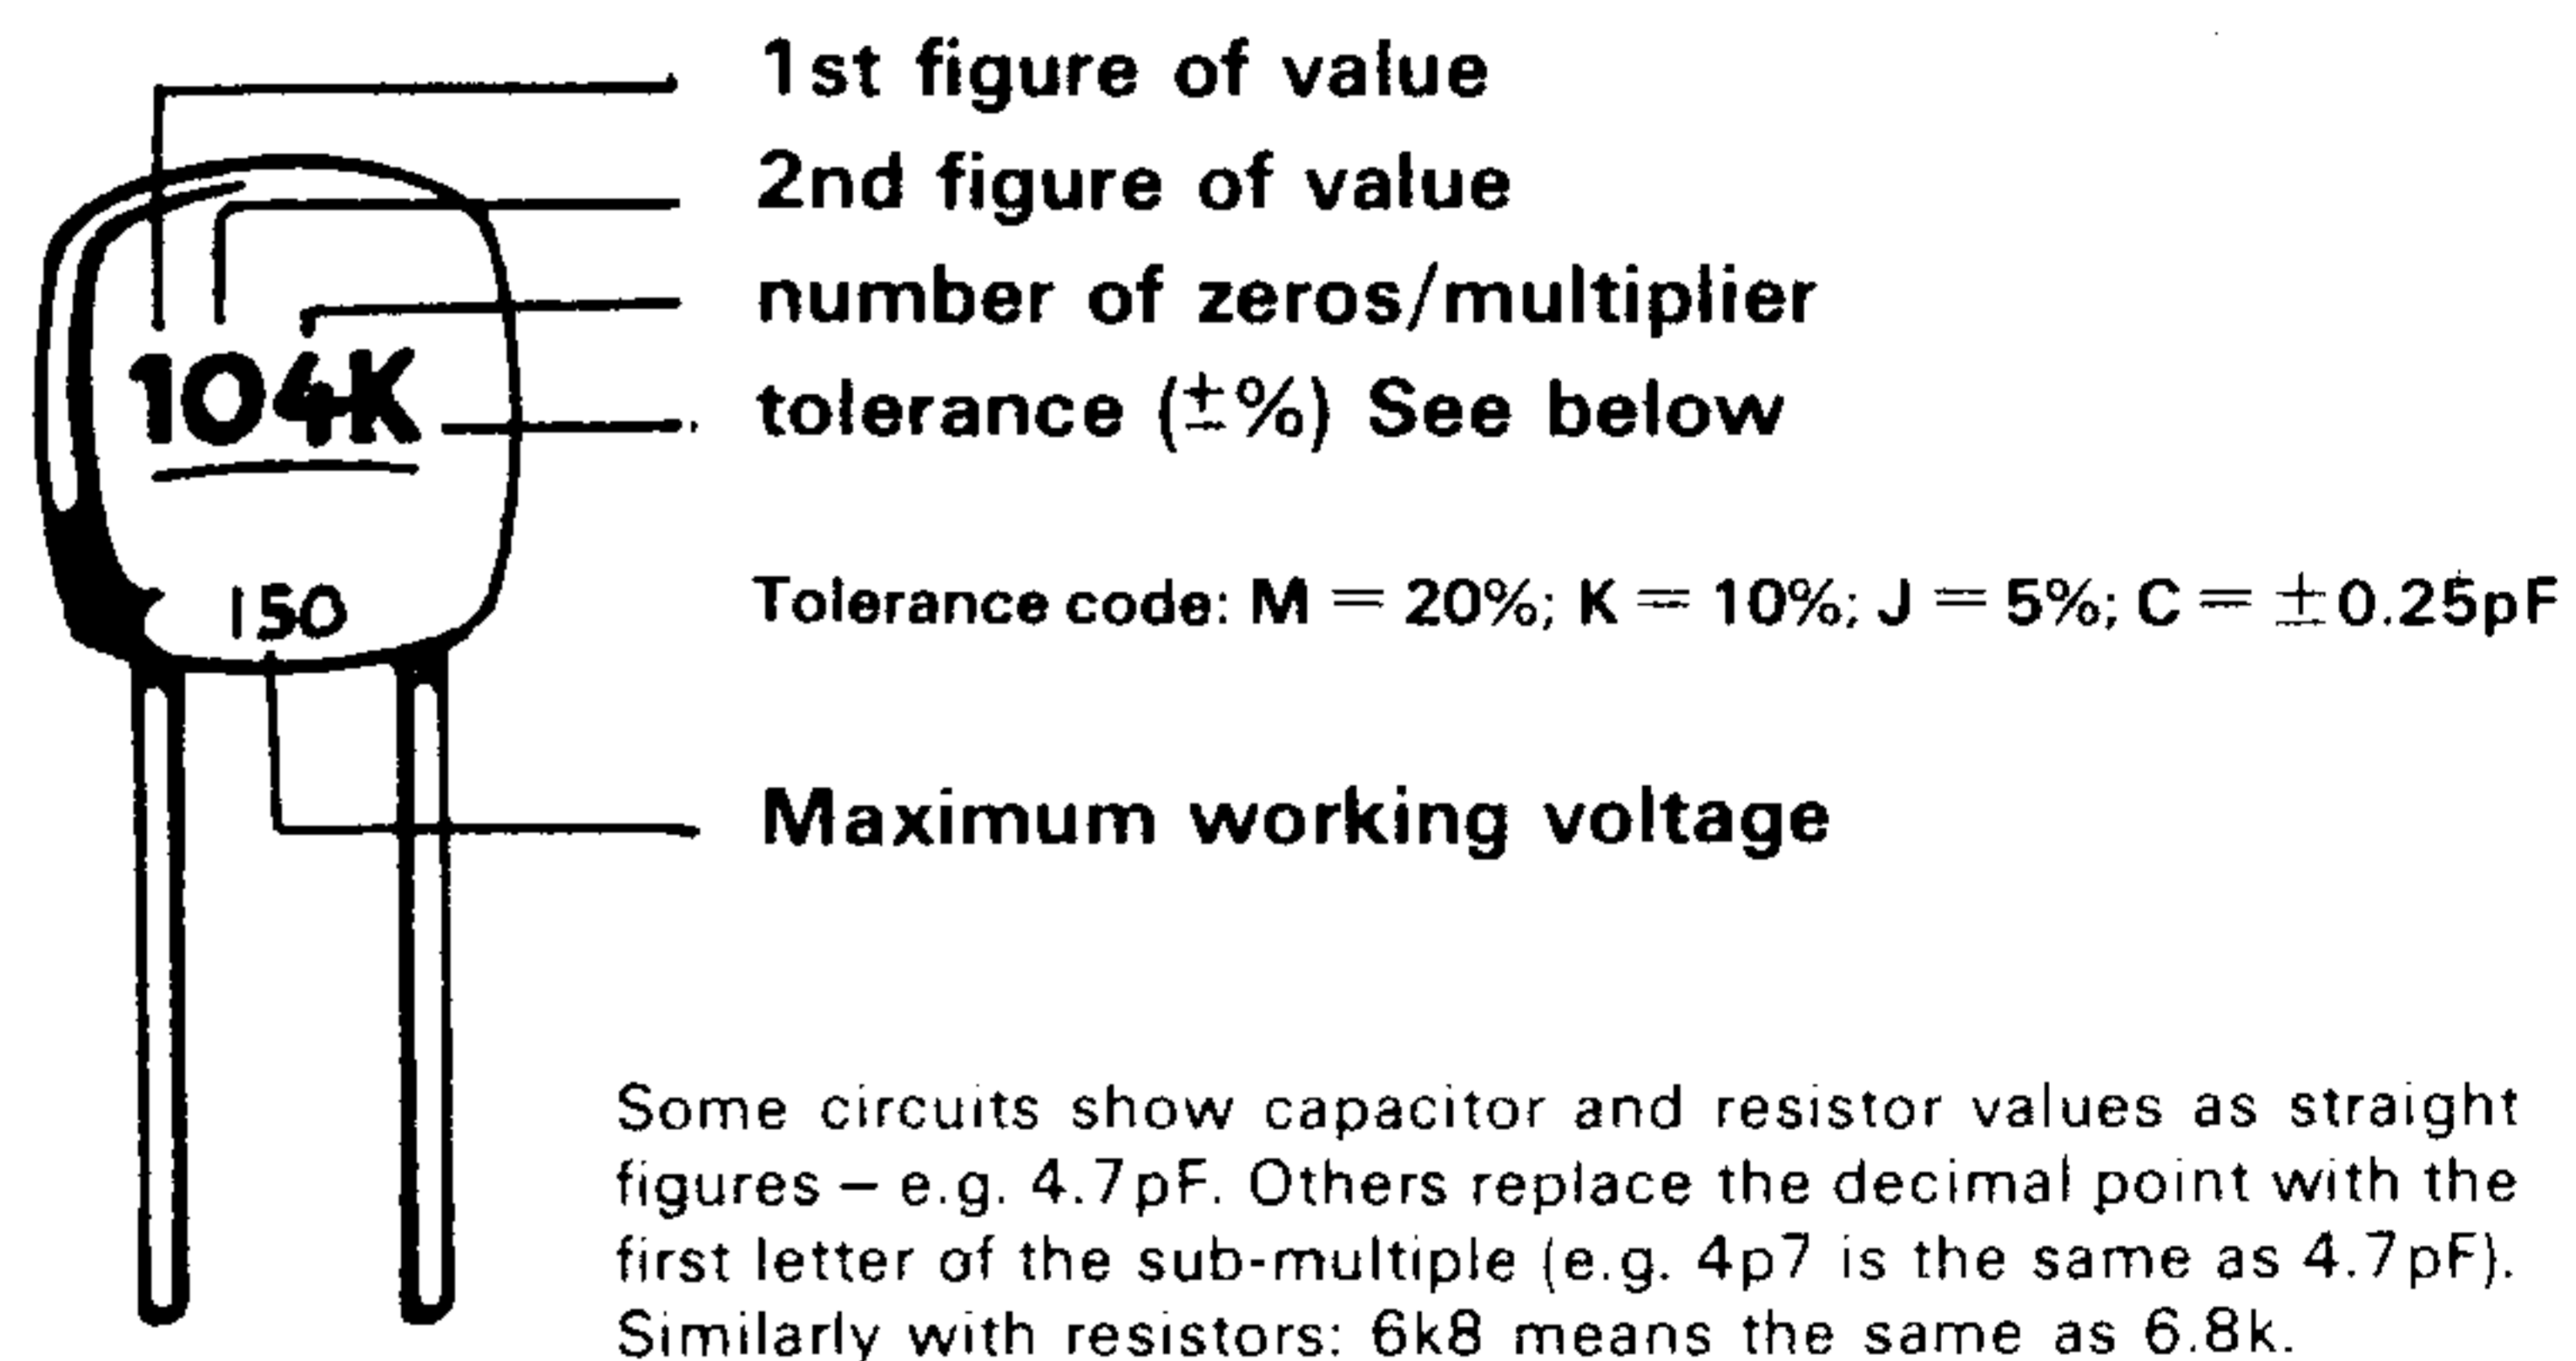 1st figure of value
2nd figure of value
number of zeros/multiplier
104K
tolerance (±%) See below
150
Tolerance code: M = 20%; K = 10%; J = 5%; C = ±0.25pF
Maximum working voltage
Some circuits show capacitor and resistor values as straight
figures – e.g. 4.7pF. Others replace the decimal point with the
first letter of the sub-multiple (e.g. 4p7 is the same as 4.7pF).
Similarly with resistors: 6k8 means the same as 6.8k.